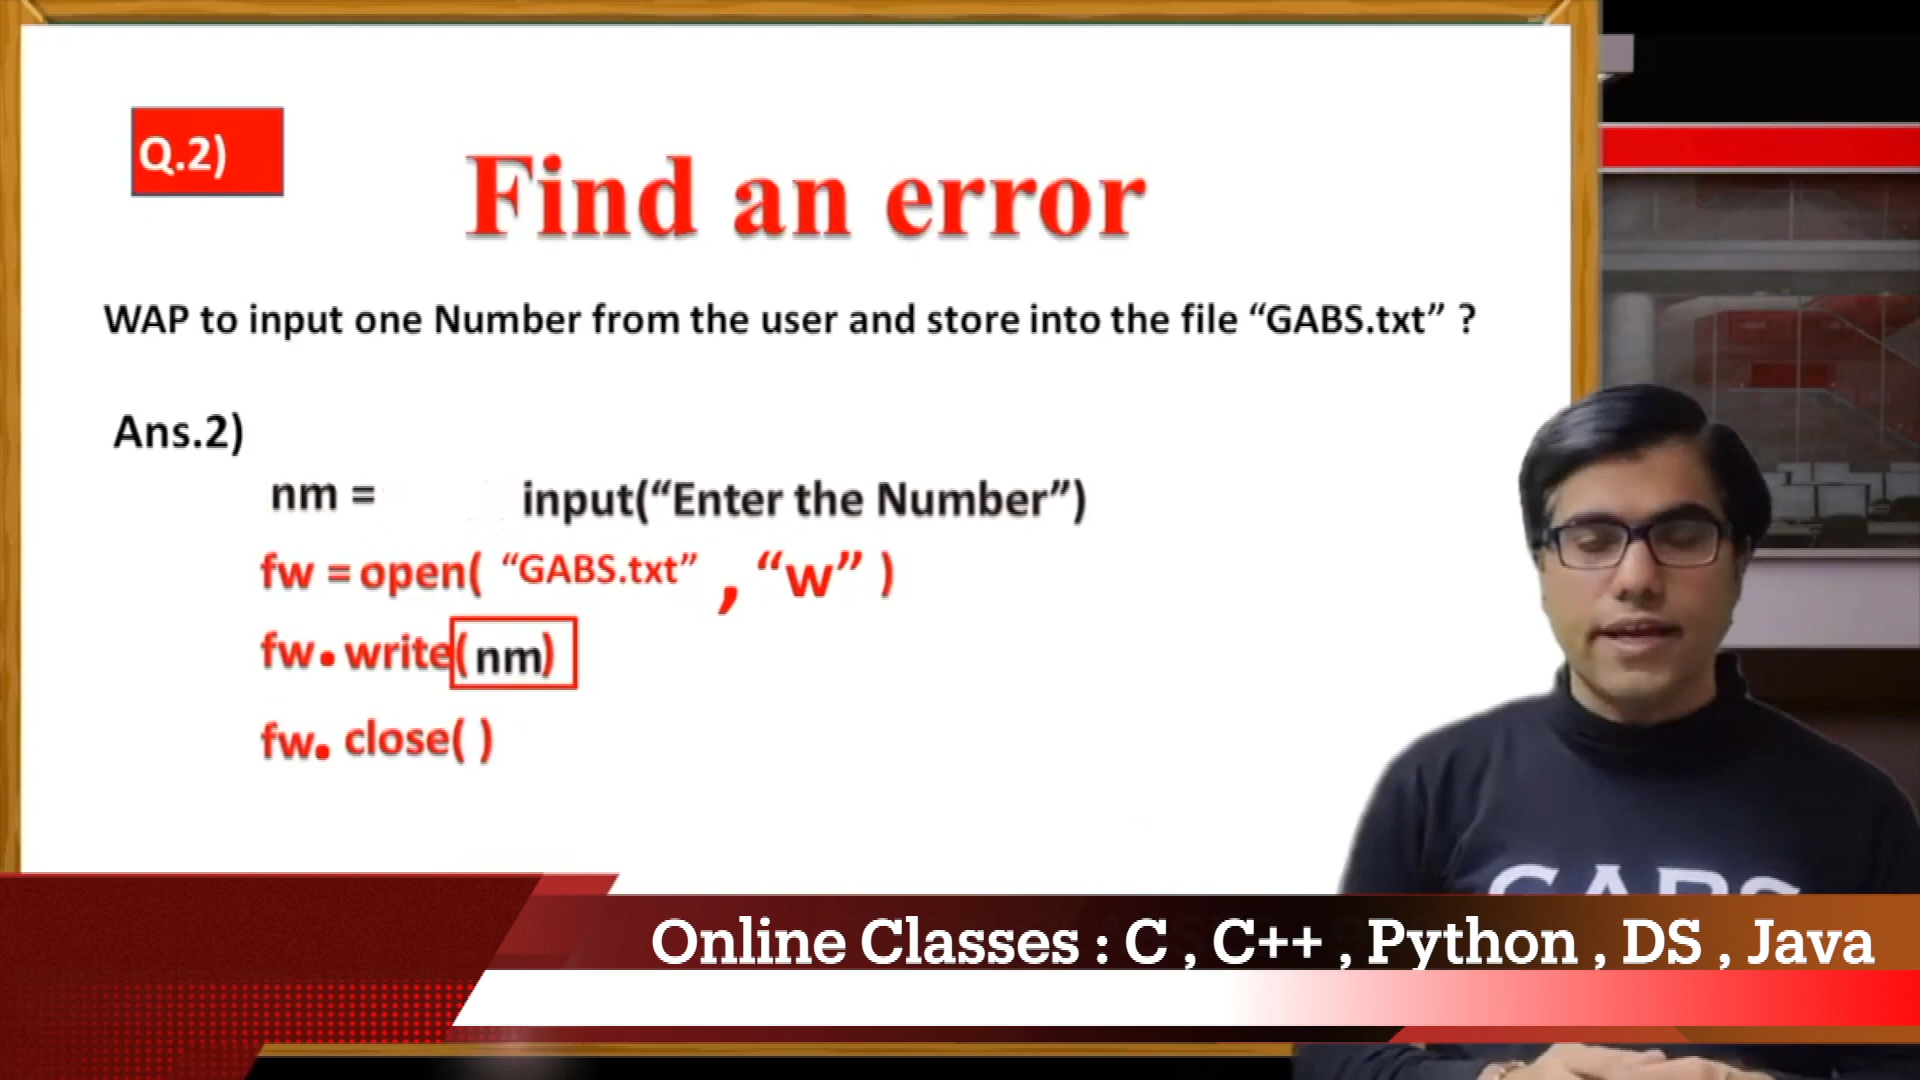 Q.2)
Find an error
WAP to input one Number from the user and store into the file “GABS.txt” ?
Ans.2)
nm = input(“Enter the Number”)
fw = open( “GABS.txt” , “w” )
fw. write( nm)
fw. close( )
GABS
Online Classes : C , C++ , Python , DS , Java